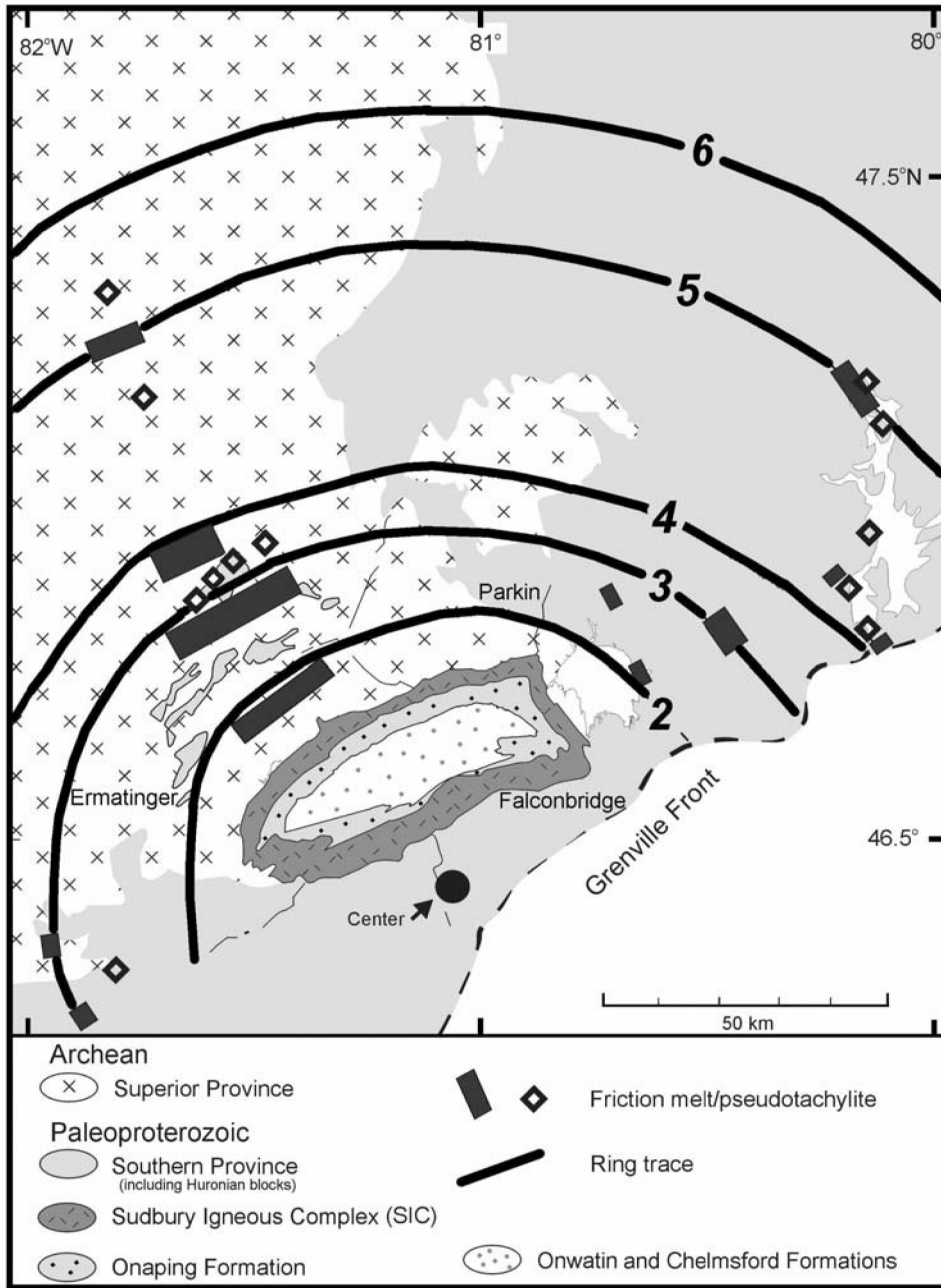 82°W
81°
80°
6
47.5°N
5
4
3
Parkin
2
Ermatinger
Falconbridge
Grenville Front
46.5°
Center
50 km
Archean
Superior Province
Paleoproterozoic
Southern Province
(including Huronian blocks)
Sudbury Igneous Complex (SIC)
Onaping Formation
Friction melt/pseudotachylite
Ring trace
Onwatin and Chelmsford Formations